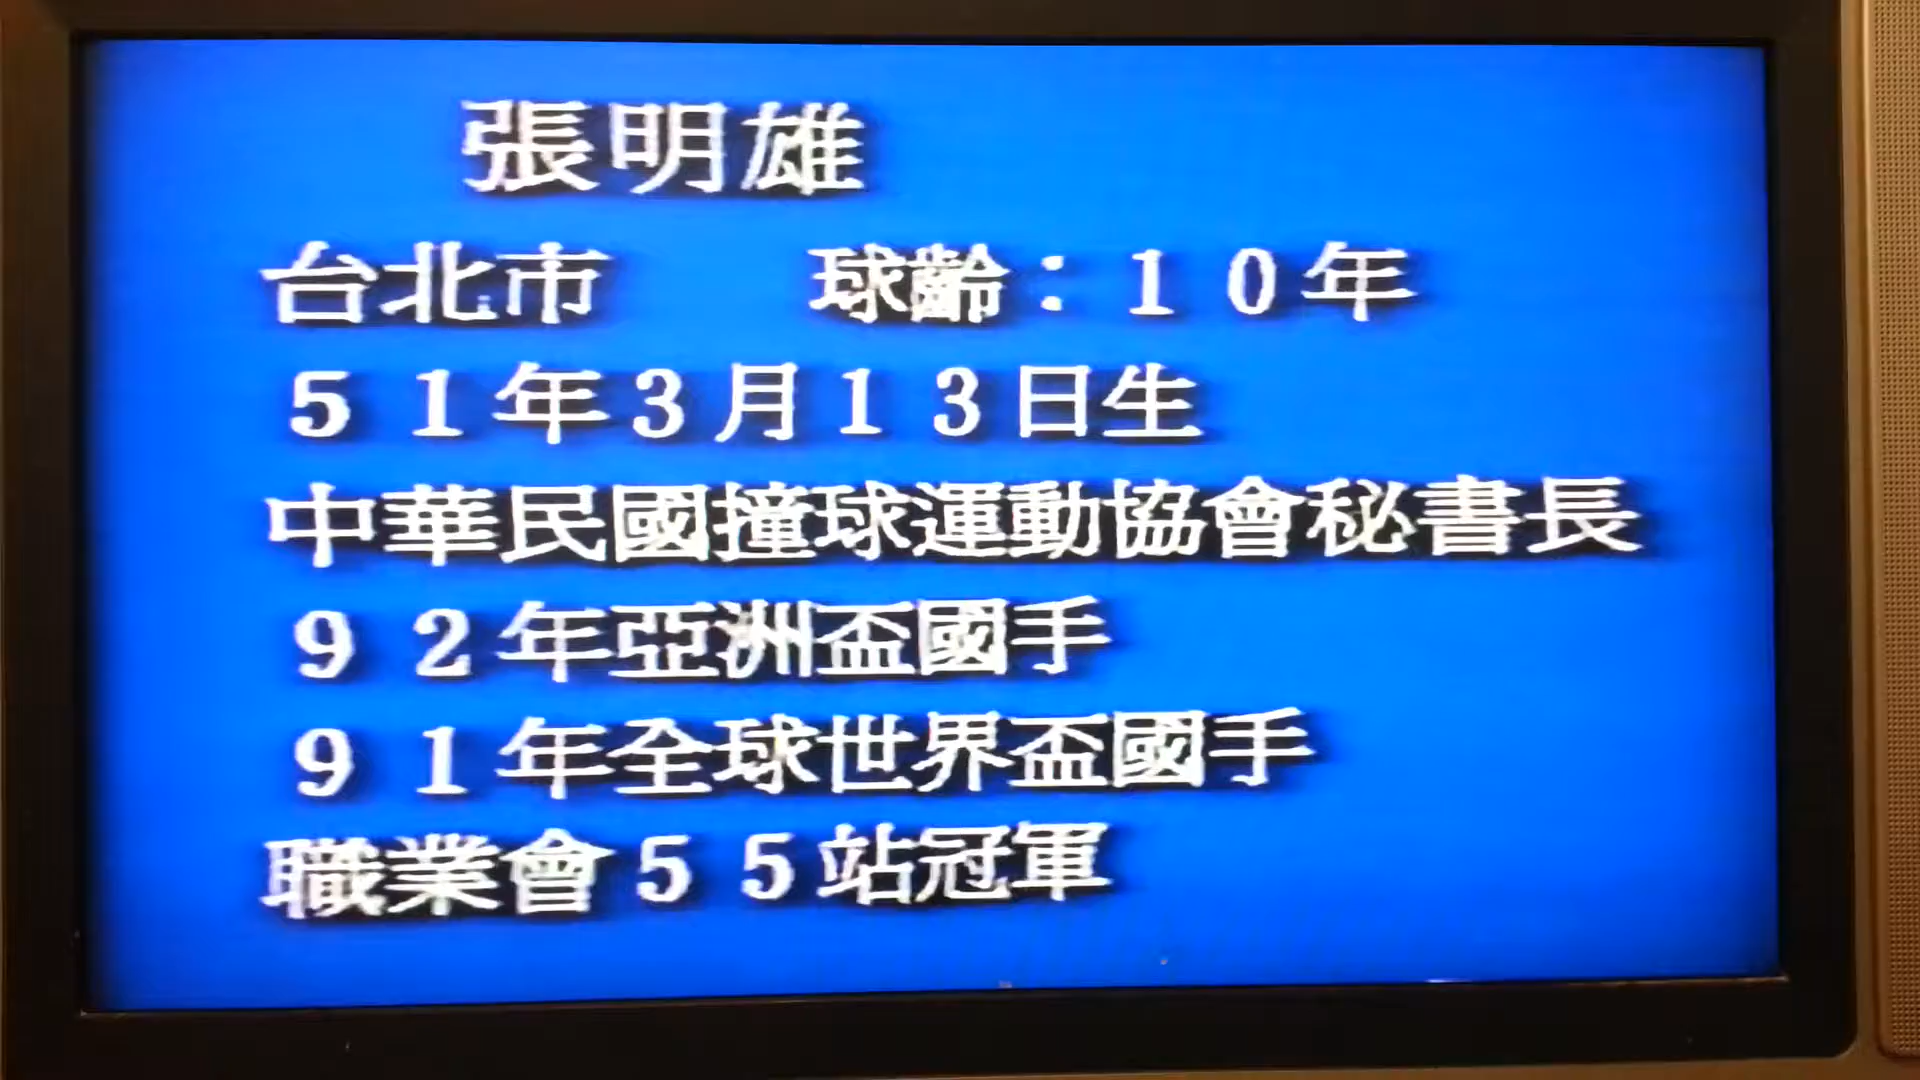 張明雄
台北市 球齡：10年
51年3月13日生
中華民國撞球運動協會秘書長
92年亞洲盃國手
91年全球世界盃國手
職業會55站冠軍